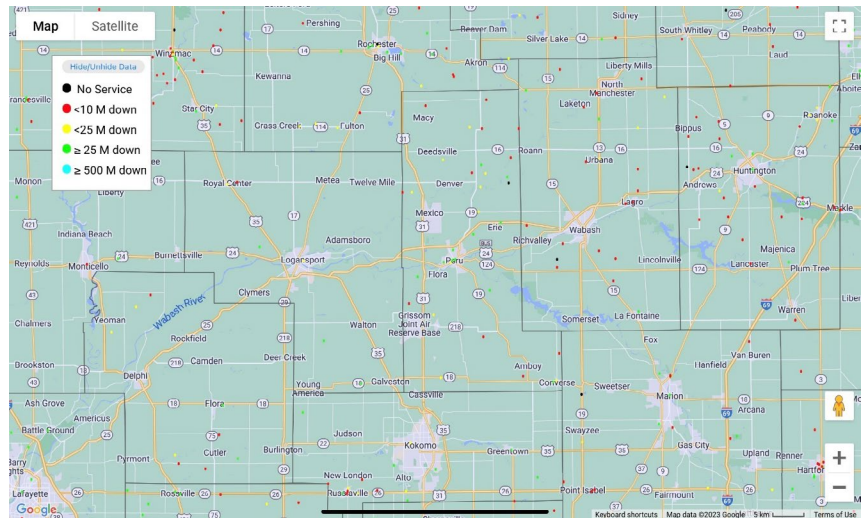 Map
Satellite
Hide/Unhide Data
No Service
<10 M down
<25 M down
≥ 25 M down
≥ 500 M down
Pershing
Rochester
Big Hill
Beaver Dam
Silver Lake
Sidney
South Whitley
Peabody
Laud
Winamac
Kewanna
Akron
Liberty Mills
North
Manchester
Star City
Grass Creek
Fulton
Macy
Laketon
Bippus
Roanoke
Monon
Liberty
Royal Center
Metea
Twelve Mile
Deedsville
Denver
Roann
Urbana
Andrews
Huntington
Markle
Mexico
Lagro
Indiana Beach
Adamsboro
Erie
Richvalley
Wabash
Burnettsville
Logansport
Peru
Flora
Lincolnville
Majenica
Lancaster
Plum Tree
Reynolds
Monticello
Clymers
Wabash River
Yeoman
Grissom
Joint Air
Reserve Base
Somerset
La Fontaine
Warren
Chalmers
Rockfield
Walton
Fox
Brookston
Camden
Deer Creek
Amboy
Hanfield
Van Buren
Delphi
Young
America
Galveston
Cassville
Converse
Sweetser
Marion
Ash Grove
Flora
Arcana
Americus
Battle Ground
Judson
Kokomo
Swayzee
Gas City
Pyrmont
Cutler
Burlington
Greentown
Upland
Renner
New London
Alto
Lafayette
Rossville
Russiaville
Point Isabel
Fairmount
Google
Keyboard shortcuts
Map data ©2023 Google
5 km
Terms of Use